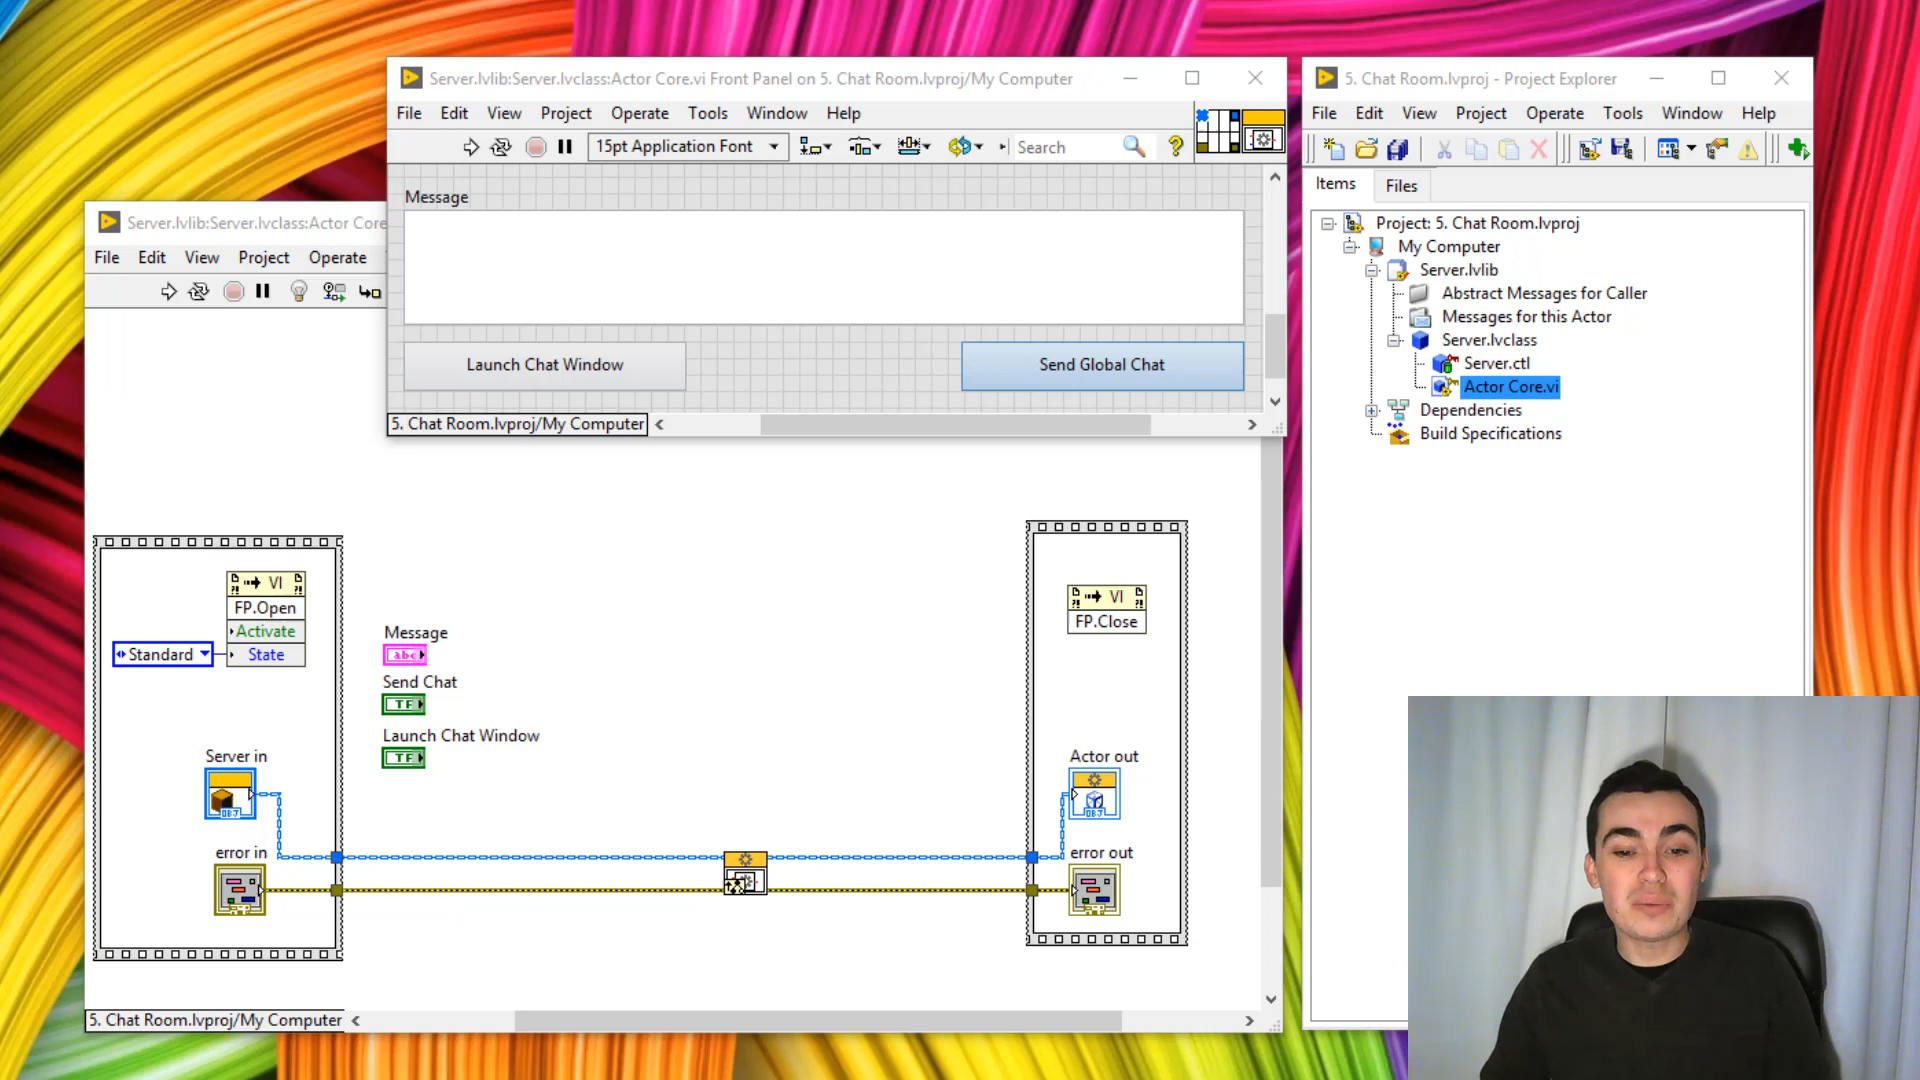 Server.lvlib:Server.lvclass:Actor Core.vi Front Panel on 5. Chat Room.lvproj/My Computer
File Edit View Project Operate Tools Window Help
15pt Application Font
Search
Message
Launch Chat Window
Send Global Chat
5. Chat Room.lvproj/My Computer
Server.lvlib:Server.lvclass:Actor Core
File Edit View Project Operate
VI
FP.Open
Activate
Standard
State
Message
abc
Send Chat
TF
Launch Chat Window
TF
Server in
OBJ
error in
VI
FP.Close
Actor out
OBJ
error out
5. Chat Room.lvproj/My Computer
5. Chat Room.lvproj - Project Explorer
File Edit View Project Operate Tools Window Help
Items
Files
Project: 5. Chat Room.lvproj
My Computer
Server.lvlib
Abstract Messages for Caller
Messages for this Actor
Server.lvclass
Server.ctl
Actor Core.vi
Dependencies
Build Specifications